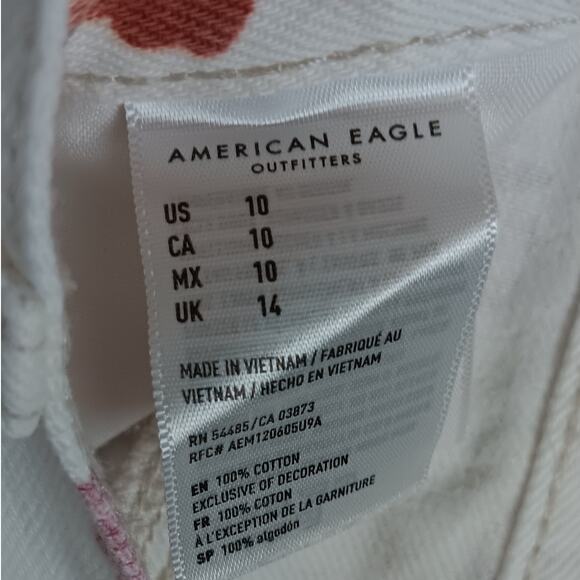 AMERICAN EAGLE
OUTFITTERS
US 10
CA 10
MX 10
UK 14
MADE IN VIETNAM / FABRIQUÉ AU
VIETNAM / HECHO EN VIETNAM
RN 54485/CA 03873
RFC# AEM120605U9A
EN 100% COTTON
EXCLUSIVE OF DECORATION
FR 100% COTON
À L'EXCEPTION DE LA GARNITURE
SP 100% algodón